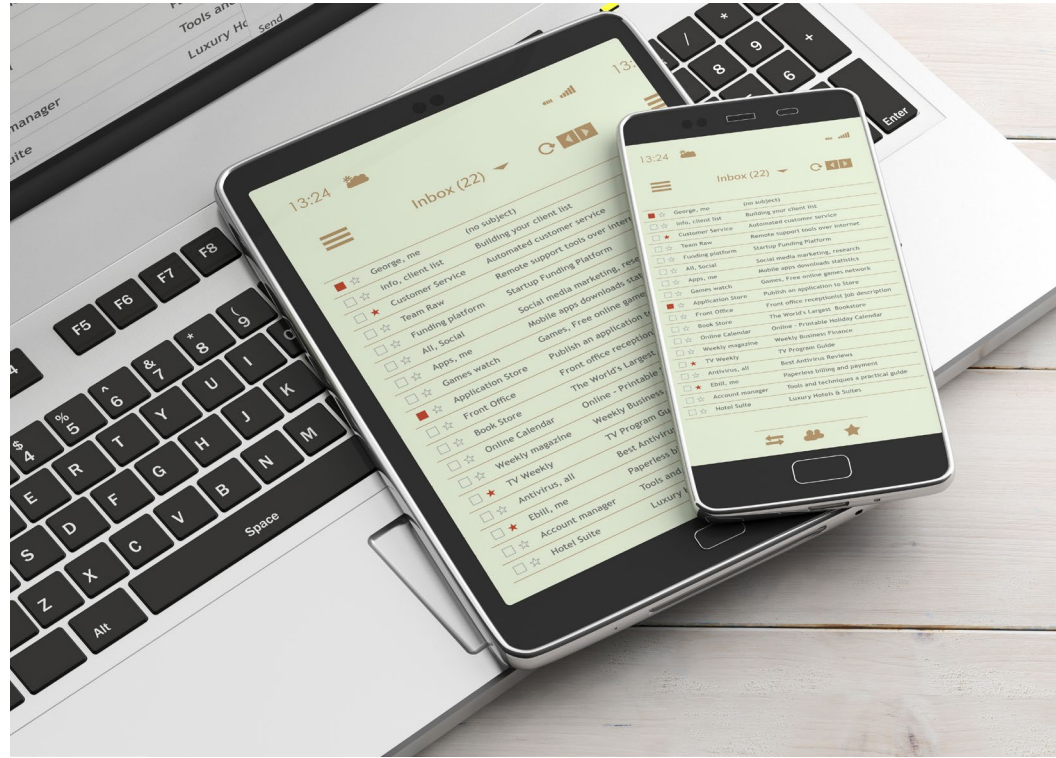 Tools and
Luxury Ho
Send
manager
uite
F5 F6 F7 F8
4
$ 4 % 5 ^ 6 & 7 * 8 ( 9
E R T Y U I O
S D F G H J K
Z X C V B N M
Alt Space
/ *
8 9 +
6
Enter
13:24
Inbox (22)
George, me (no subject)
Info, client list Building your client list
Customer Service Automated customer service
Team Raw Remote support tools over intern
Funding platform Startup Funding Platform
All, Social Social media marketing, rese
Apps, me Mobile apps downloads stat
Games watch Games, Free online game
Application Store Publish an application t
Front Office Front office reception
Book Store The World's Largest
Online Calendar Online - Printable
Weekly magazine Weekly Business
TV Weekly TV Program Gu
Antivirus, all Best Antivirus
Ebill, me Paperless b
Account manager Tools and
Hotel Suite Luxury
13:24
Inbox (22)
George, me (no subject)
Info, client list Building your client list
Customer Service Automated customer service
Team Raw Remote support tools over internet
Funding platform Startup Funding Platform
All, Social Social media marketing, research
Apps, me Mobile apps downloads statistics
Games watch Games, Free online games network
Application Store Publish an application to Store
Front Office Front office receptionist job description
Book Store The World's Largest Bookstore
Online Calendar Online - Printable Holiday Calendar
Weekly magazine Weekly Business Finance
TV Weekly TV Program Guide
Antivirus, all Best Antivirus Reviews
Ebill, me Paperless billing and payment
Account manager Tools and techniques a practical guide
Hotel Suite Luxury Hotels & Suites